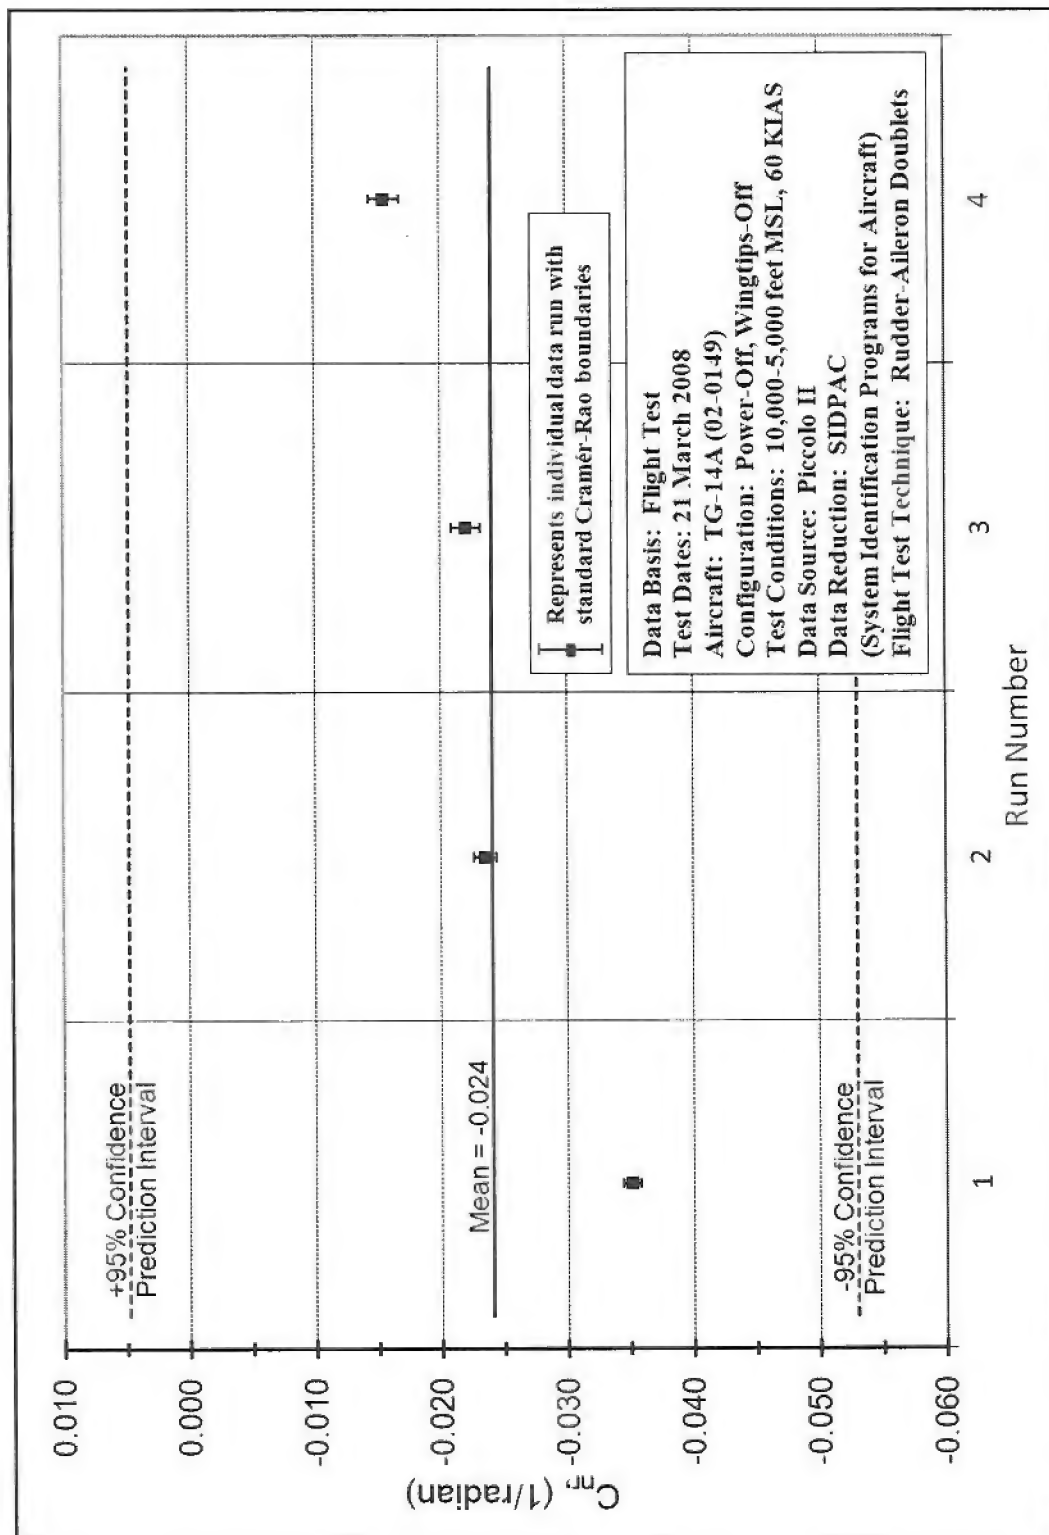 0.010
0.000
-0.010
-0.020
-0.030
-0.040
-0.050
-0.060
Cnr, (1/radian)
+95% Confidence
Prediction Interval
Mean = -0.024
-95% Confidence
Prediction Interval
Represents individual data run with
standard Cramér-Rao boundaries
Data Basis: Flight Test
Test Dates: 21 March 2008
Aircraft: TG-14A (02-0149)
Configuration: Power-Off, Wingtips-Off
Test Conditions: 10,000-5,000 feet MSL, 60 KIAS
Data Source: Piccolo II
Data Reduction: SIDPAC
(System Identification Programs for Aircraft)
Flight Test Technique: Rudder-Aileron Doublets
1
2
3
4
Run Number